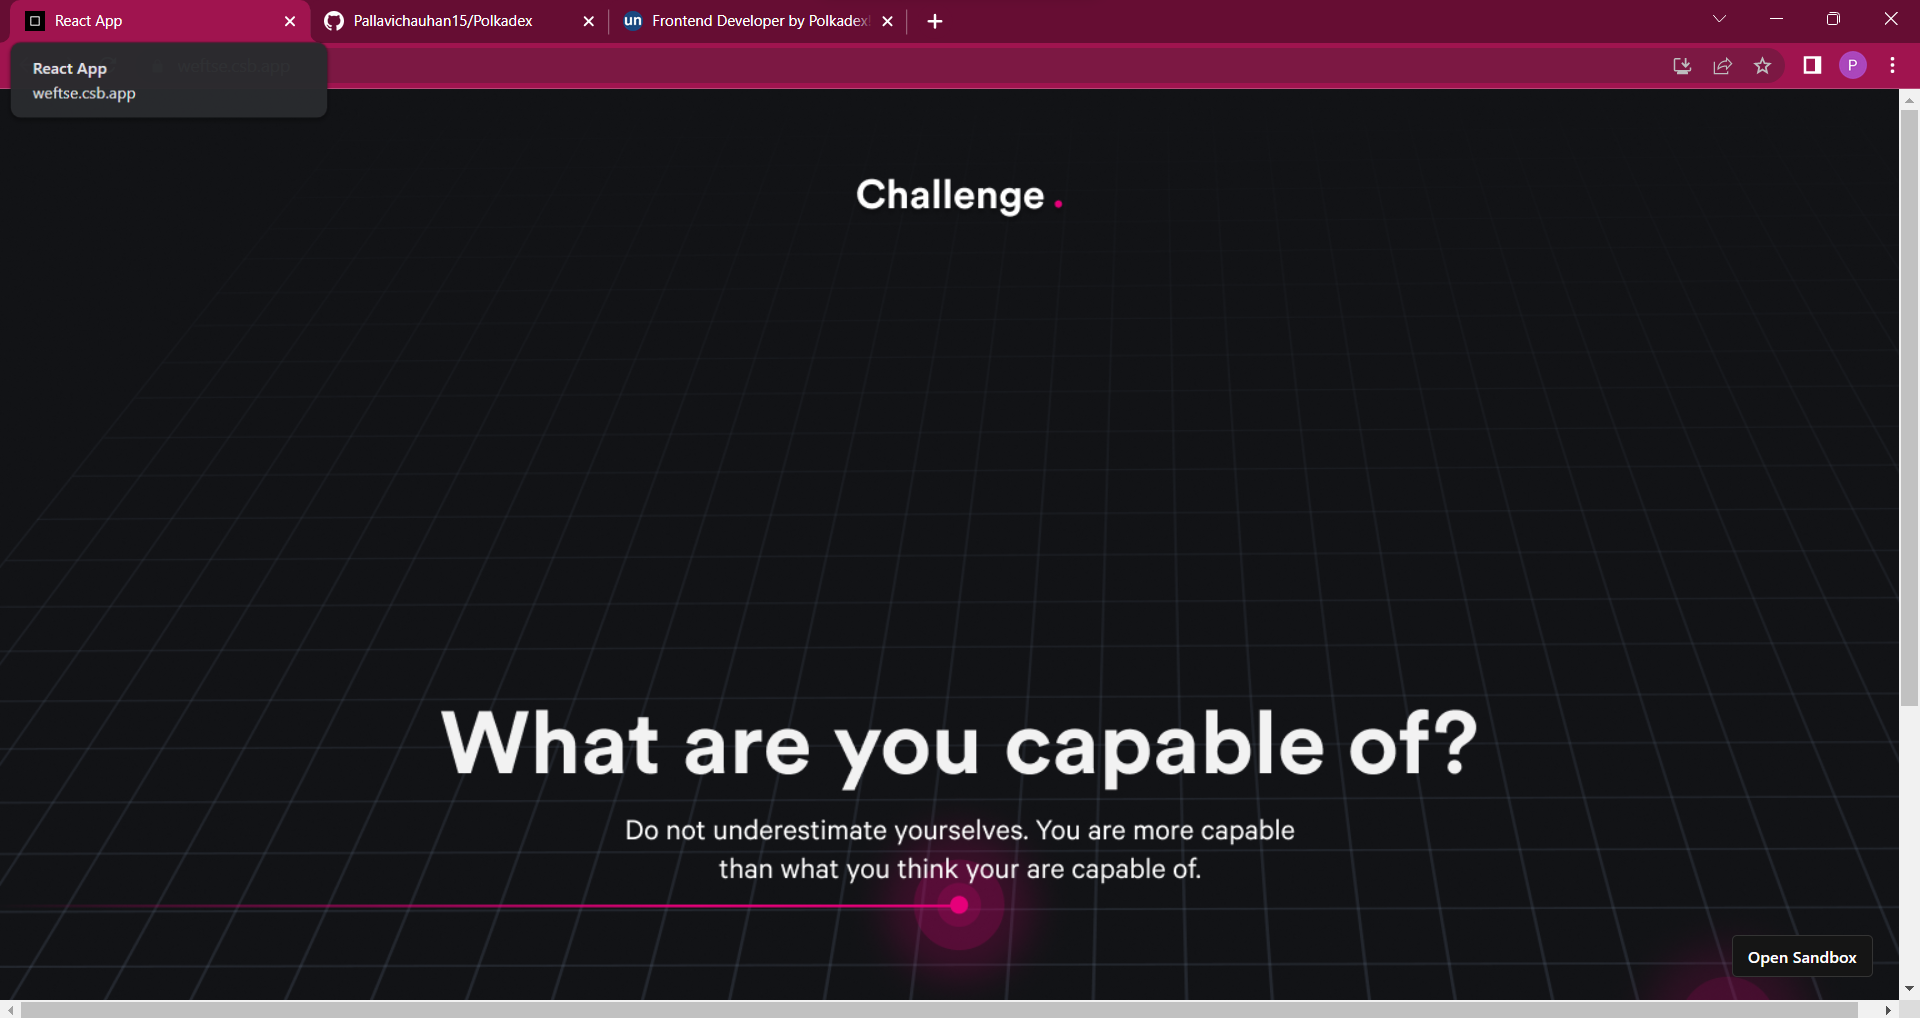 React App
Pallavichauhan15/Polkadex
Frontend Developer by Polkadex
React App
weftse.csb.app
P
Challenge .
What are you capable of?
Do not underestimate yourselves. You are more capable
than what you think your are capable of.
Open Sandbox